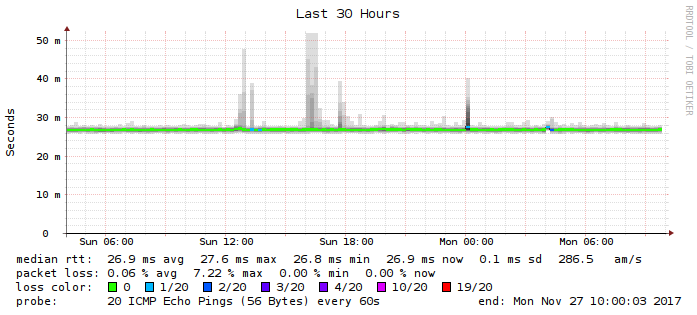 Last 30 Hours
RRDTOOL / TOBI OETIKER
Seconds
50 m
40 m
30 m
20 m
10 m
0
Sun 06:00 Sun 12:00 Sun 18:00 Mon 00:00 Mon 06:00
median rtt: 26.9 ms avg 27.6 ms max 26.8 ms min 26.9 ms now 0.1 ms sd 286.5 am/s
packet loss: 0.06 % avg 7.22 % max 0.00 % min 0.00 % now
loss color: 0 1/20 2/20 3/20 4/20 10/20 19/20
probe: 20 ICMP Echo Pings (56 Bytes) every 60s end: Mon Nov 27 10:00:03 2017